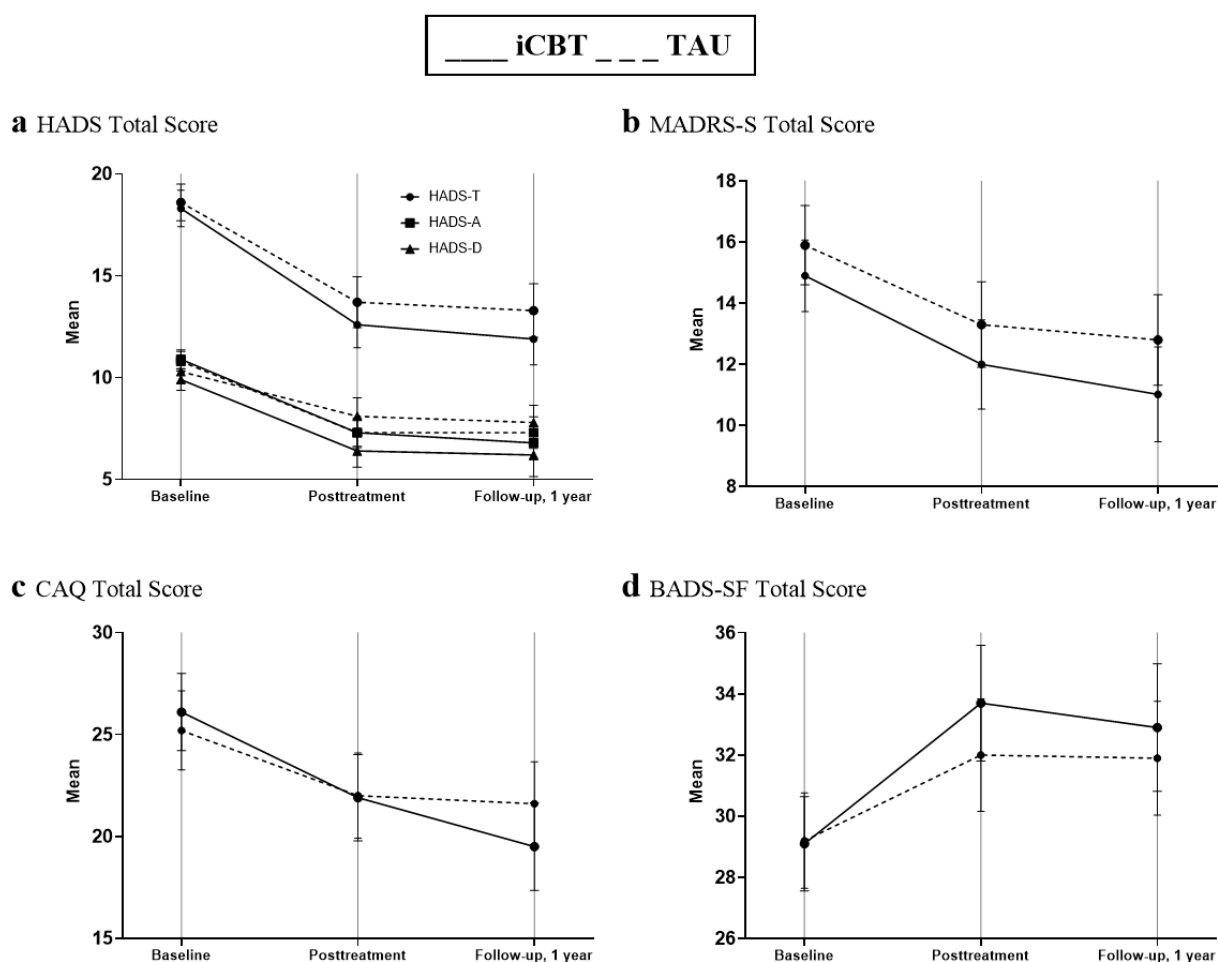 ____ iCBT _ _ _ TAU
a HADS Total Score
20
15
10
5
Mean
HADS-T
HADS-A
HADS-D
Baseline
Posttreatment
Follow-up, 1 year
b MADRS-S Total Score
18
16
14
12
10
8
Mean
Baseline
Posttreatment
Follow-up, 1 year
c CAQ Total Score
30
25
20
15
Mean
Baseline
Posttreatment
Follow-up, 1 year
d BADS-SF Total Score
36
34
32
30
28
26
Mean
Baseline
Posttreatment
Follow-up, 1 year